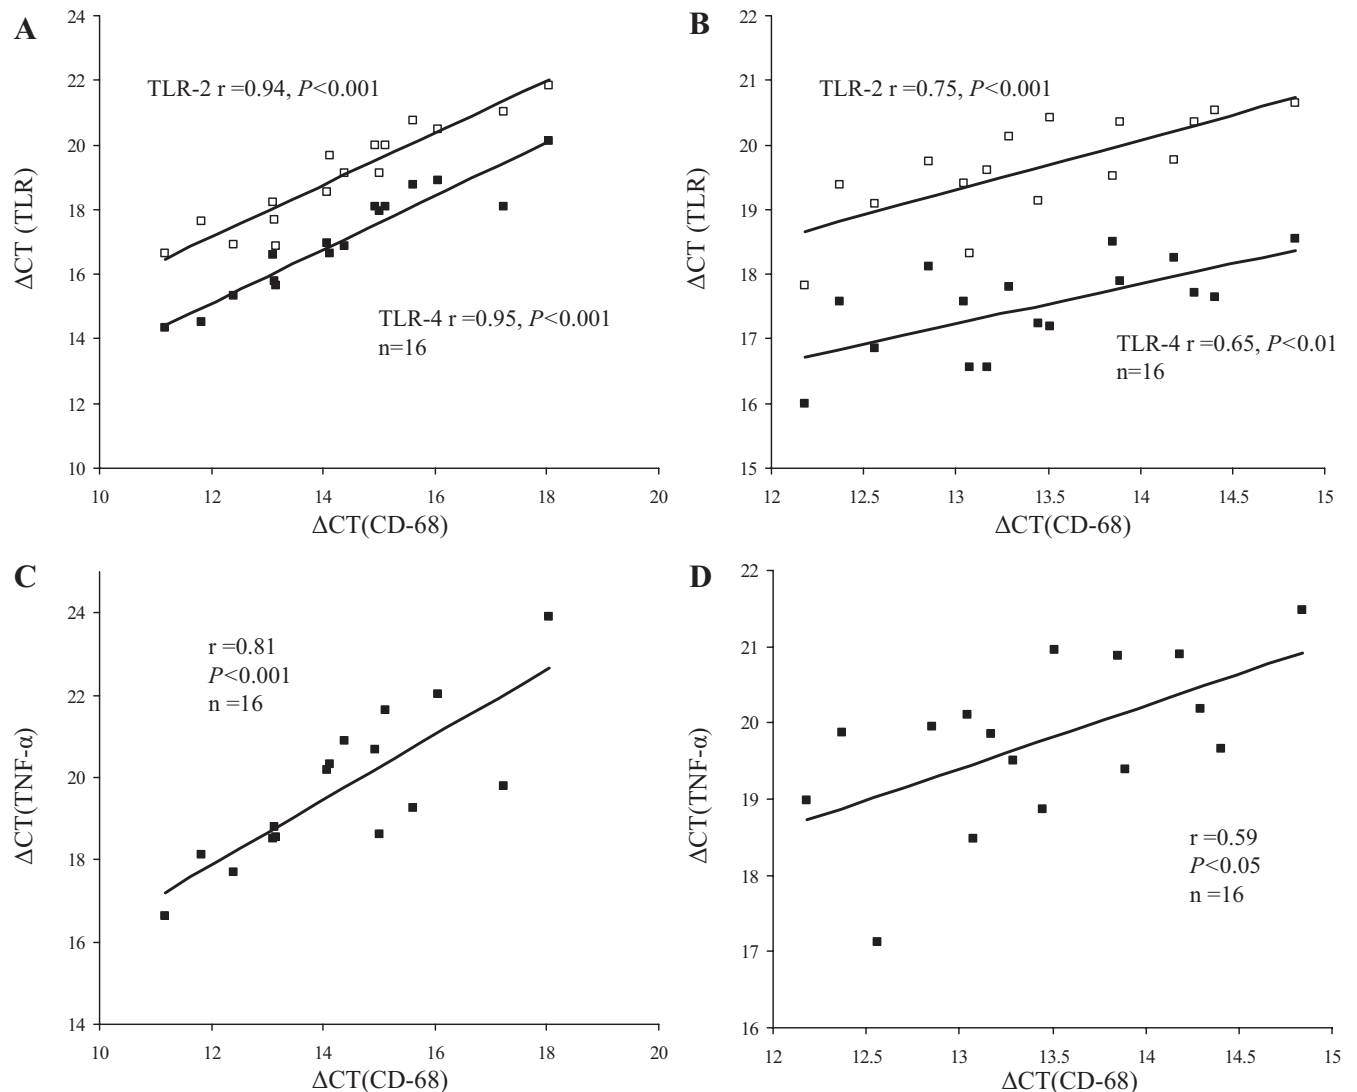 A
ΔCT (TLR)
24
22
20
18
16
14
12
10
TLR-2 r =0.94, P<0.001
TLR-4 r =0.95, P<0.001
n=16
10 12 14 16 18 20
ΔCT(CD-68)
B
ΔCT (TLR)
22
21
20
19
18
17
16
15
TLR-2 r =0.75, P<0.001
TLR-4 r =0.65, P<0.01
n=16
12 12.5 13 13.5 14 14.5 15
ΔCT(CD-68)
C
ΔCT(TNF-α)
24
22
20
18
16
14
r =0.81
P<0.001
n =16
10 12 14 16 18 20
ΔCT(CD-68)
D
ΔCT(TNF-α)
22
21
20
19
18
17
16
r =0.59
P<0.05
n =16
12 12.5 13 13.5 14 14.5 15
ΔCT(CD-68)